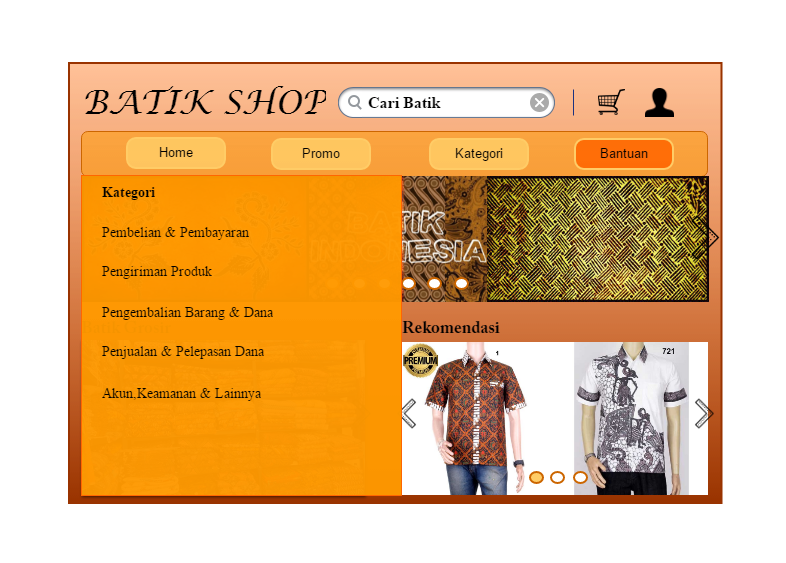 BATIK SHOP
Cari Batik
Home
Promo
Kategori
Bantuan
Kategori
Pembelian & Pembayaran
Pengiriman Produk
Pengembalian Barang & Dana
Penjualan & Pelepasan Dana
Akun,Keamanan & Lainnya
BATIK
INDONESIA
Rekomendasi
PREMIUM
1
721